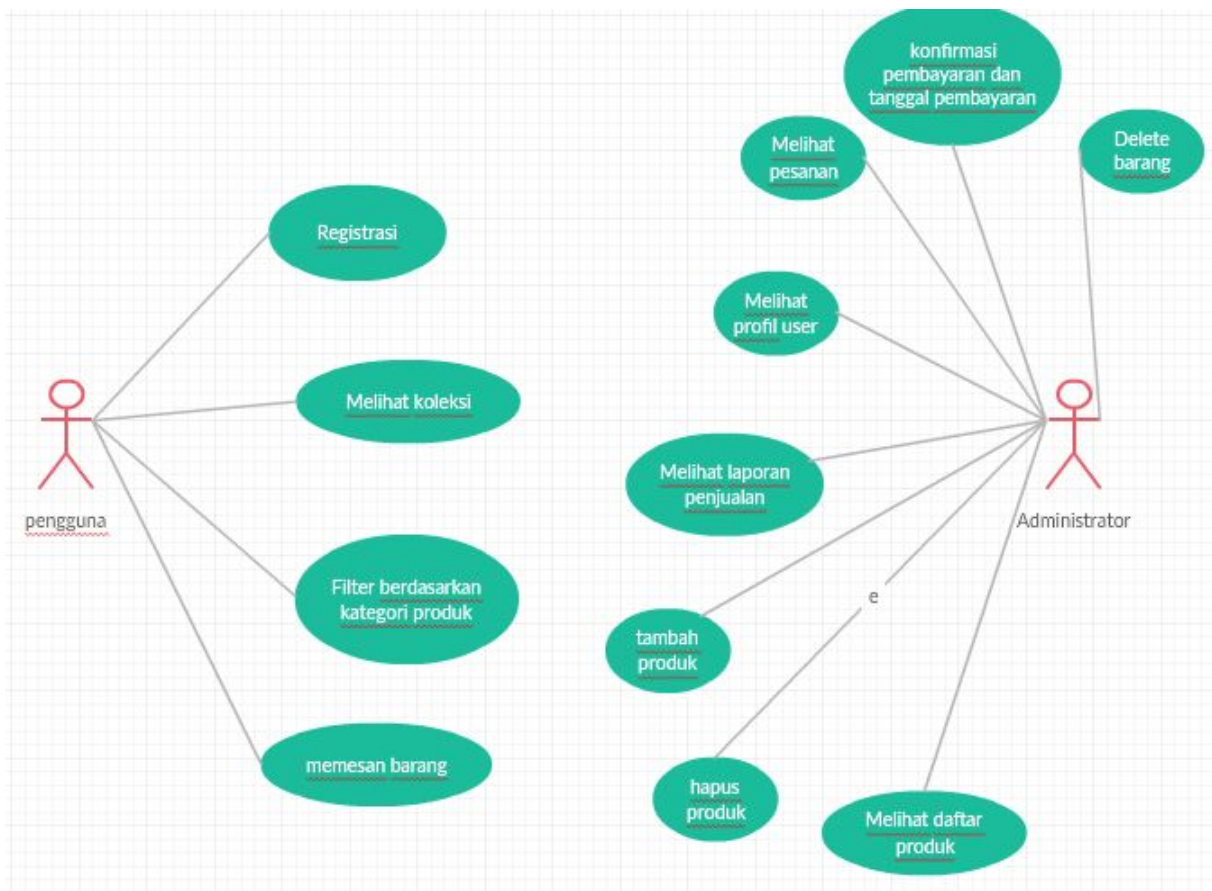 konfirmasi
pembayaran dan
tanggal pembayaran
Melihat
pesanan
Delete
barang
Registrasi
Melihat
profil user
Melihat koleksi
Melihat laporan
penjualan
pengguna
Administrator
Filter berdasarkan
kategori produk
e
tambah
produk
memesan barang
hapus
produk
Melihat daftar
produk